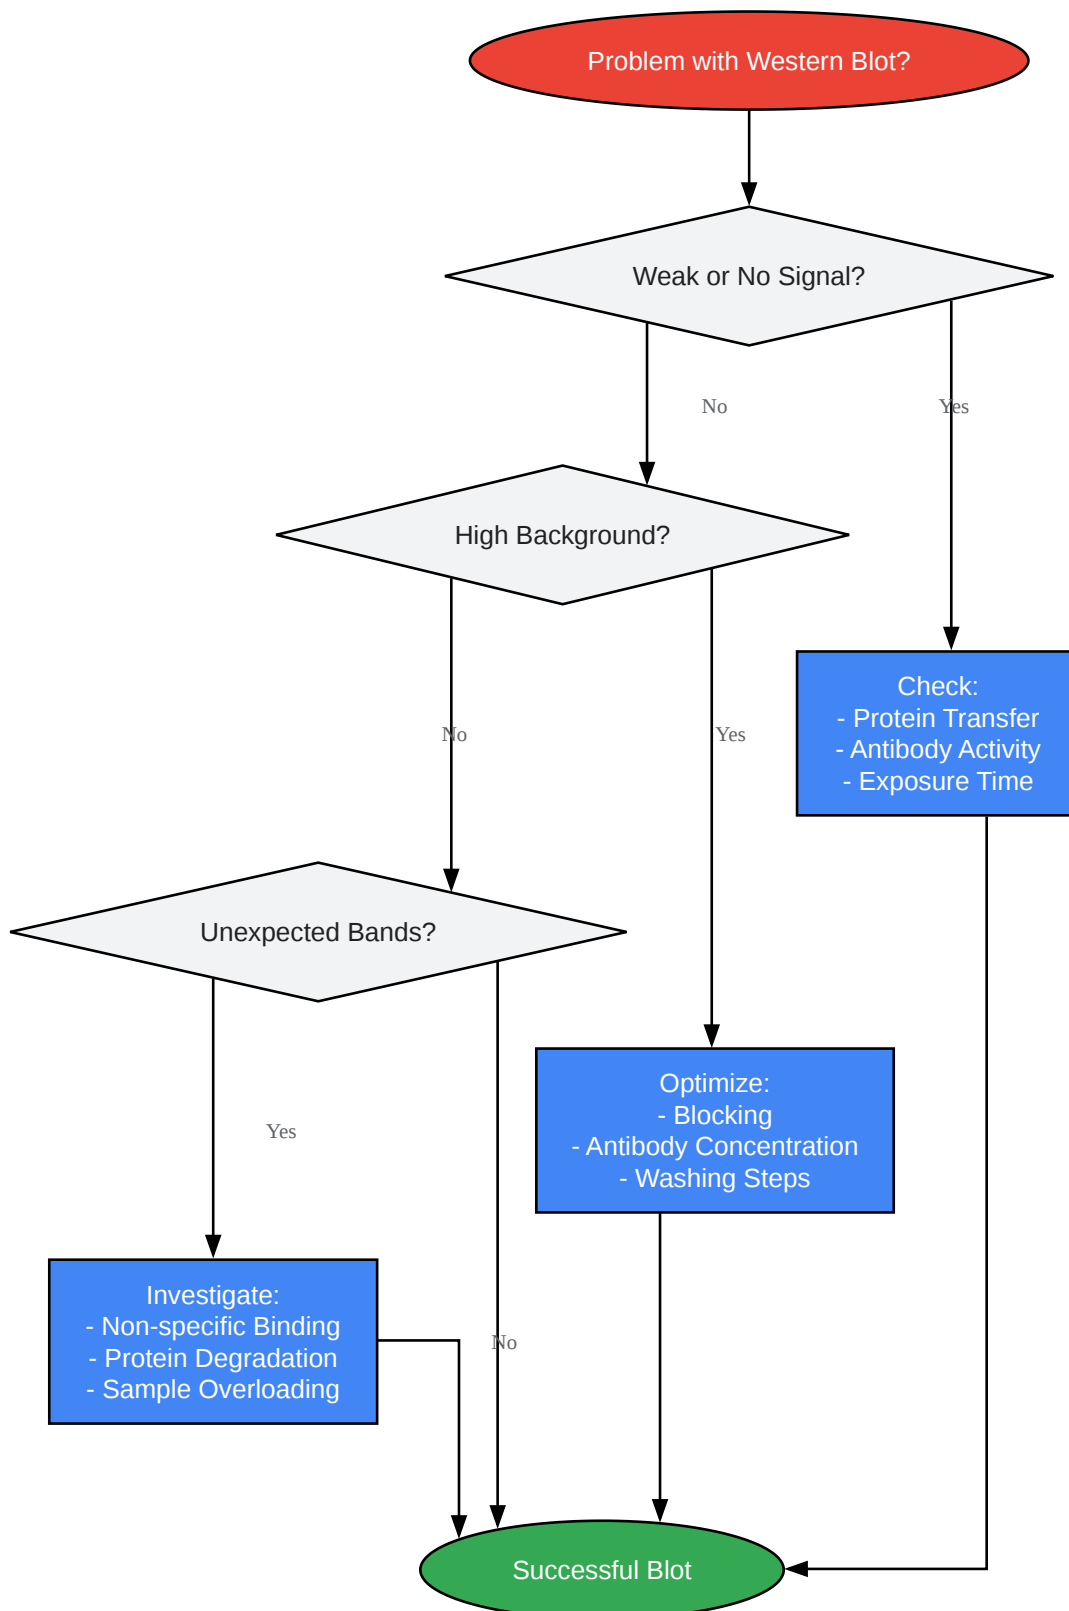 Problem with Western Blot?
Weak or No Signal?
No
Yes
High Background?
Check:
- Protein Transfer
- Antibody Activity
- Exposure Time
No
Yes
Unexpected Bands?
Optimize:
- Blocking
- Antibody Concentration
- Washing Steps
Yes
Investigate:
- Non-specific Binding
- Protein Degradation
- Sample Overloading
No
Successful Blot